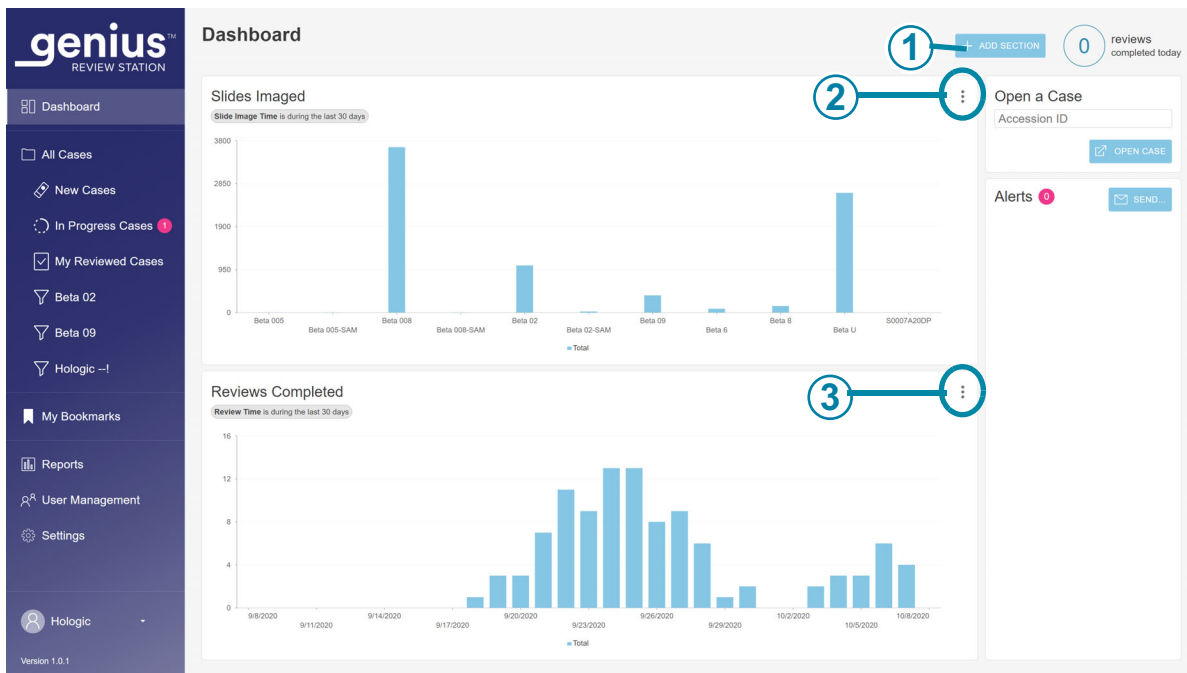 genius™
REVIEW STATION
Dashboard
All Cases
New Cases
In Progress Cases 1
My Reviewed Cases
Beta 02
Beta 09
Hologic --!
My Bookmarks
Reports
User Management
Settings
Hologic
Version 1.0.1
Dashboard
1
+ ADD SECTION
0
reviews
completed today
Slides Imaged
2
Slide Image Time is during the last 30 days
3800
2850
1900
950
0
Beta 005
Beta 005-SAM
Beta 008
Beta 008-SAM
Beta 02
Beta 02-SAM
Beta 09
Beta 6
Beta 8
Beta U
S0007A20DP
Total
Reviews Completed
3
Review Time is during the last 30 days
16
12
8
4
0
9/8/2020
9/11/2020
9/14/2020
9/17/2020
9/20/2020
9/23/2020
9/26/2020
9/29/2020
10/2/2020
10/5/2020
10/8/2020
Total
Open a Case
Accession ID
OPEN CASE
Alerts 0
SEND...